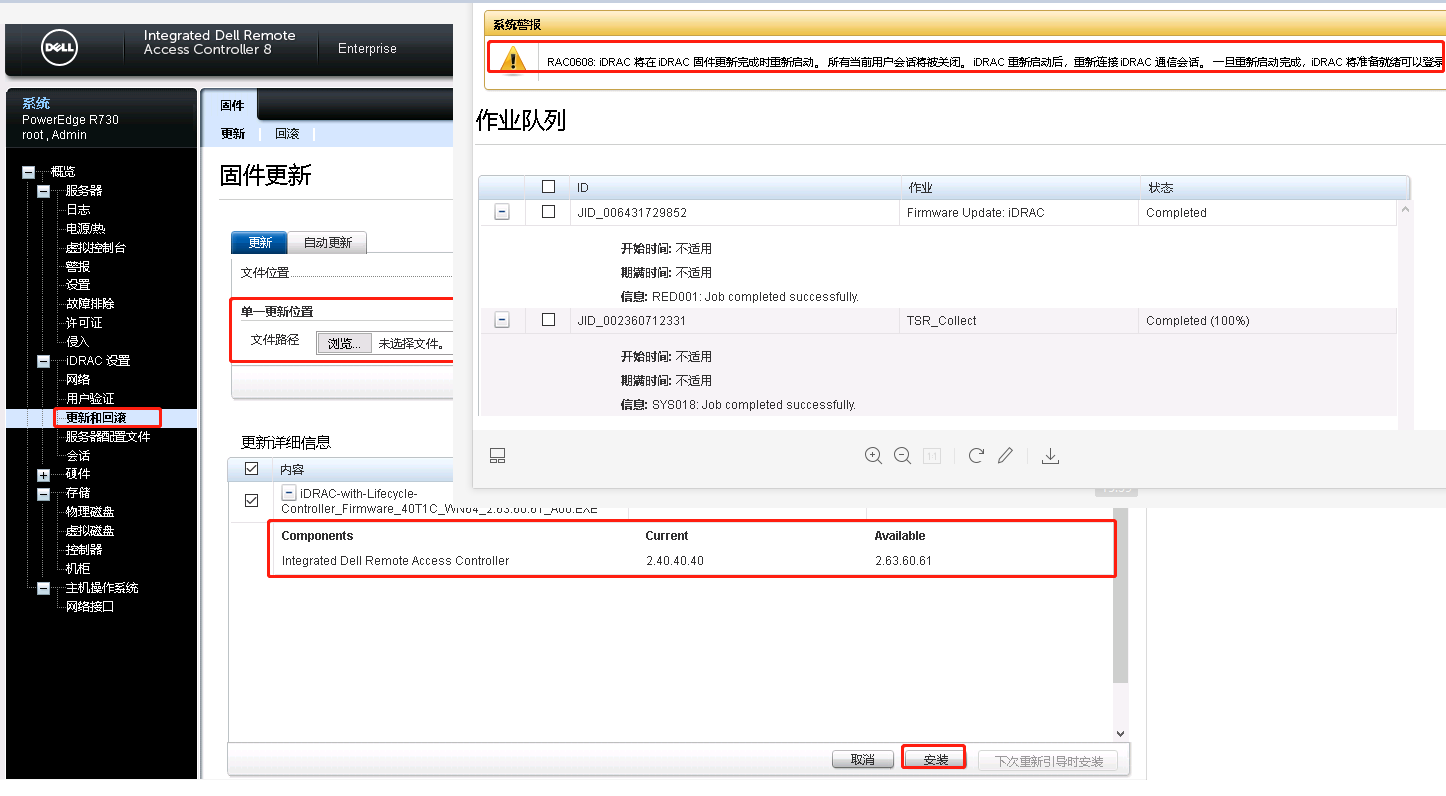 DELL
Integrated Dell Remote
Access Controller 8
Enterprise
系统
PowerEdge R730
root , Admin
概览
服务器
日志
电源/热
虚拟控制台
警报
设置
故障排除
许可证
侵入
iDRAC 设置
网络
用户验证
更新和回滚
服务器配置文件
会话
硬件
存储
物理磁盘
虚拟磁盘
控制器
机柜
主机操作系统
网络接口
固件
更新 回滚
固件更新
更新 自动更新
文件位置
单一更新位置
文件路径 浏览... 未选择文件。
更新详细信息
内容
iDRAC-with-Lifecycle-
Controller_Firmware_40T1C_WN64_2.63.60.61_A00.EXE
Components Current Available
Integrated Dell Remote Access Controller 2.40.40.40 2.63.60.61
取消 安装 下次重新引导时安装
系统警报
RAC0608: iDRAC 将在 iDRAC 固件更新完成时重新启动。 所有当前用户会话将被关闭。 iDRAC 重新启动后，重新连接 iDRAC 通信会话。 一旦重新启动完成，iDRAC 将准备就绪可以登录
作业队列
ID 作业 状态
JID_006431729852 Firmware Update: iDRAC Completed
开始时间: 不适用
期满时间: 不适用
信息: RED001: Job completed successfully.
JID_002360712331 TSR_Collect Completed (100%)
开始时间: 不适用
期满时间: 不适用
信息: SYS018: Job completed successfully.
1:1